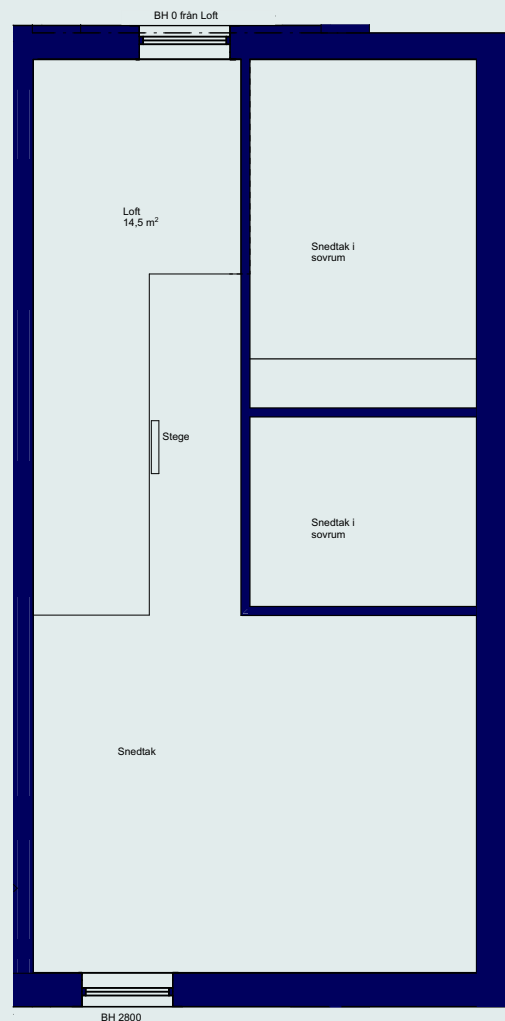 BH 0 från Loft
Loft
14,5 m²
Snedtak i
sovrum
Stege
Snedtak i
sovrum
Snedtak
BH 2800